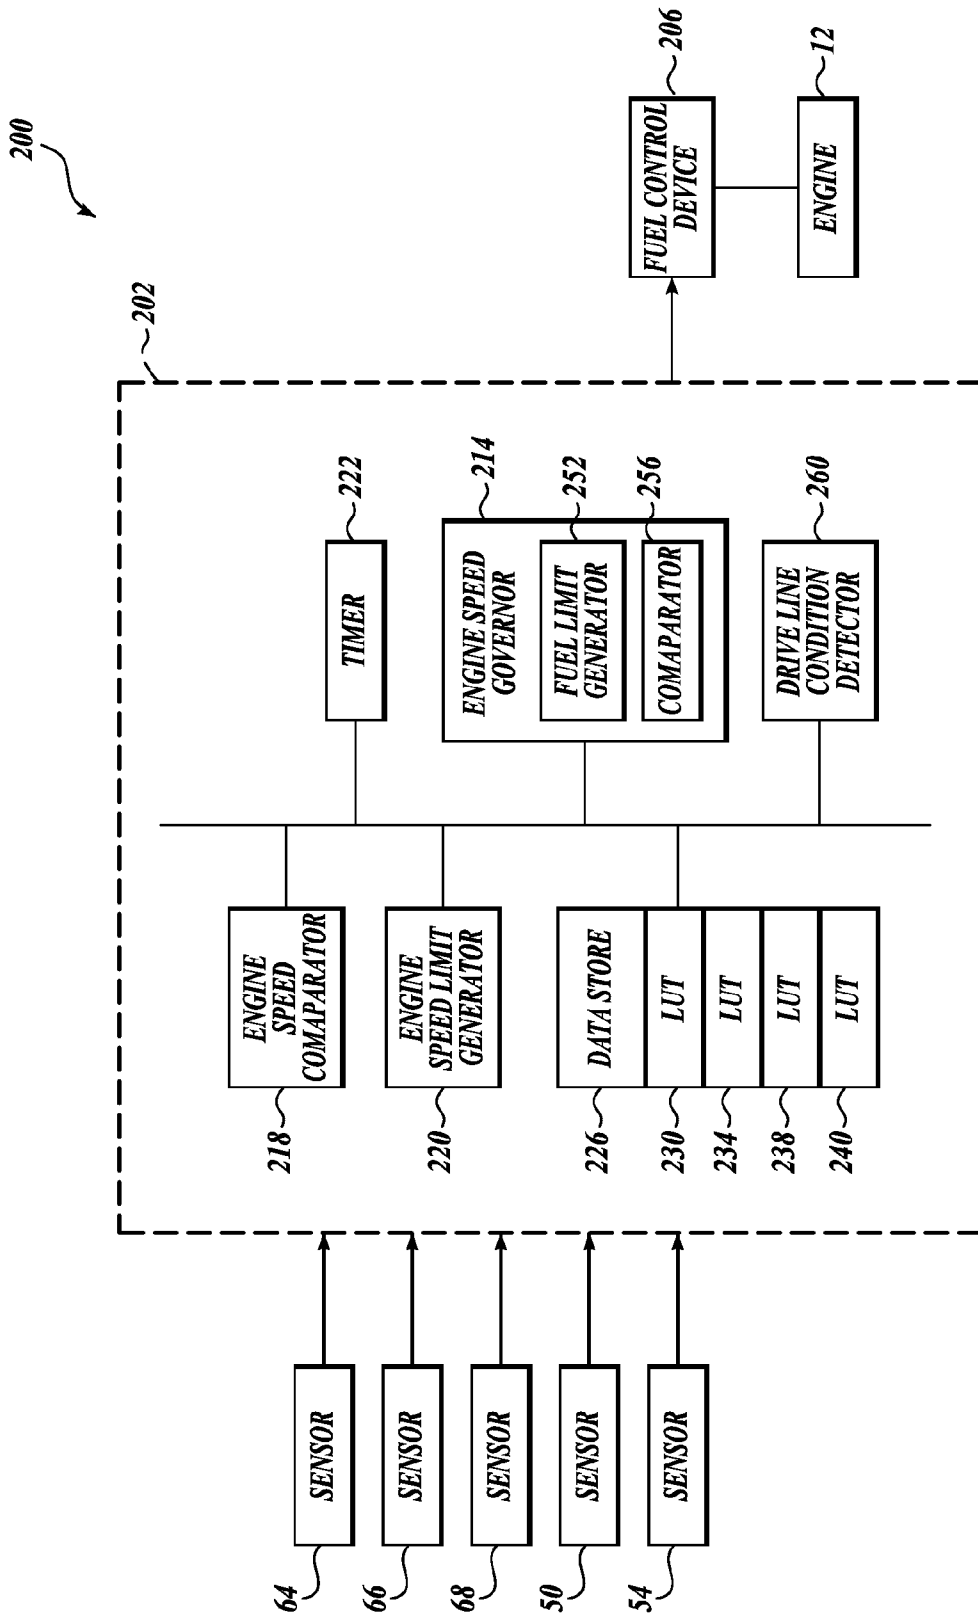 200
202
SENSOR
64
SENSOR
66
SENSOR
68
SENSOR
50
SENSOR
54
ENGINE
SPEED
COMAPARATOR
218
ENGINE
SPEED LIMIT
GENERATOR
220
DATA STORE
226
LUT
230
LUT
234
LUT
238
LUT
240
TIMER
222
ENGINE SPEED
GOVERNOR
214
FUEL LIMIT
GENERATOR
252
COMAPARATOR
256
DRIVE LINE
CONDITION
DETECTOR
260
FUEL CONTROL
DEVICE
206
ENGINE
12